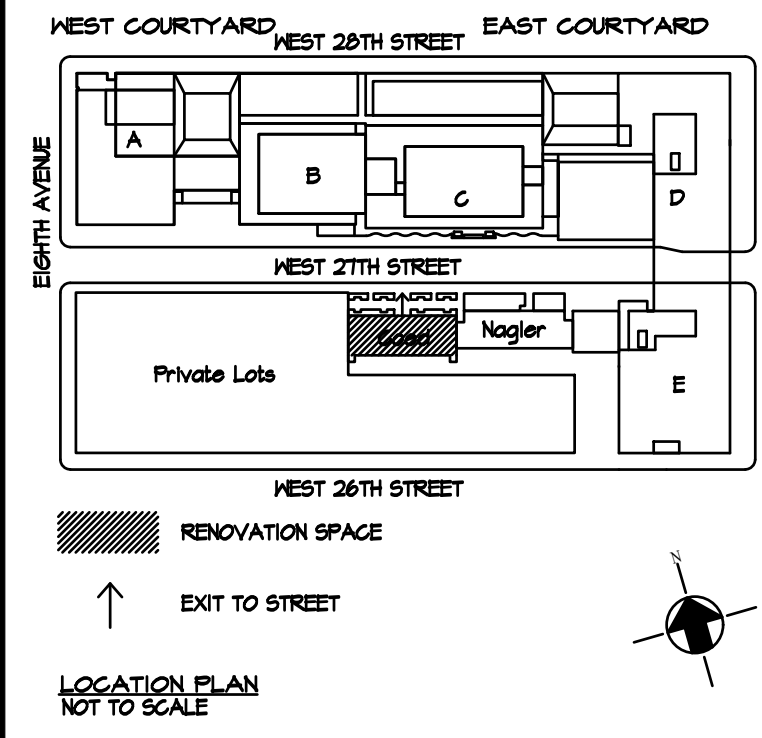 WEST COURTYARD
EAST COURTYARD
WEST 28TH STREET
EIGHTH AVENUE
A
B
C
D
WEST 27TH STREET
Coed
Nagler
Private Lots
E
WEST 26TH STREET
RENOVATION SPACE
EXIT TO STREET
N
LOCATION PLAN
NOT TO SCALE